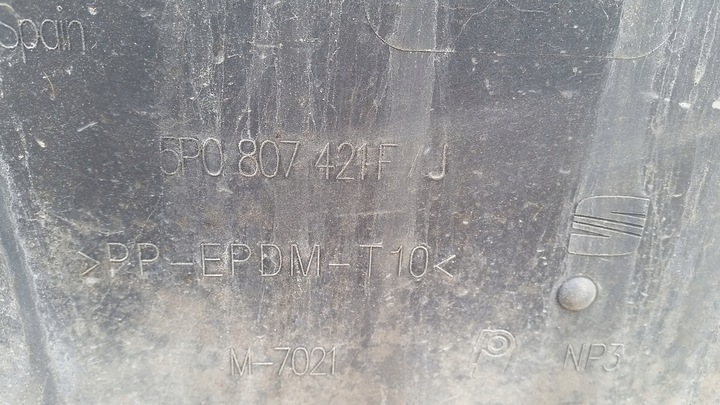 Spain
5P0 807 421F /J
>PP-EPDM-T10<
M-7021
NP3